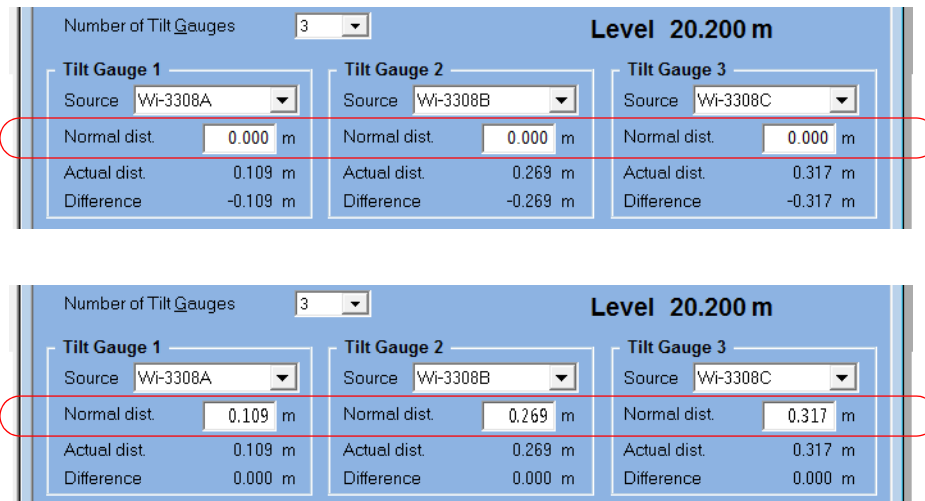 Number of Tilt Gauges 3 Level 20.200 m
Tilt Gauge 1 Tilt Gauge 2 Tilt Gauge 3
Source Wi-3308A Source Wi-3308B Source Wi-3308C
Normal dist. 0.000 m Normal dist. 0.000 m Normal dist. 0.000 m
Actual dist. 0.109 m Actual dist. 0.269 m Actual dist. 0.317 m
Difference -0.109 m Difference -0.269 m Difference -0.317 m
Number of Tilt Gauges 3 Level 20.200 m
Tilt Gauge 1 Tilt Gauge 2 Tilt Gauge 3
Source Wi-3308A Source Wi-3308B Source Wi-3308C
Normal dist. 0.109 m Normal dist. 0.269 m Normal dist. 0.317 m
Actual dist. 0.109 m Actual dist. 0.269 m Actual dist. 0.317 m
Difference 0.000 m Difference 0.000 m Difference 0.000 m